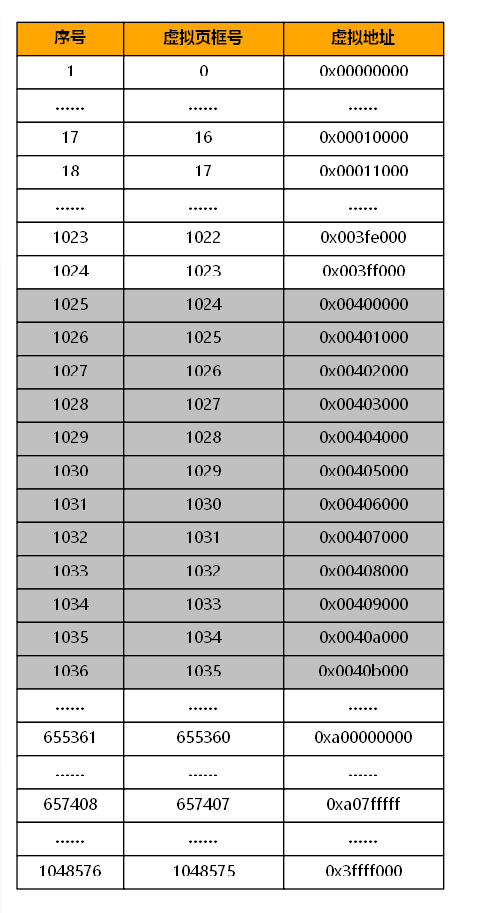 序号 虚拟页框号 虚拟地址
1 0 0x00000000
...... ...... ......
17 16 0x00010000
18 17 0x00011000
...... ...... ......
1023 1022 0x003fe000
1024 1023 0x003ff000
1025 1024 0x00400000
1026 1025 0x00401000
1027 1026 0x00402000
1028 1027 0x00403000
1029 1028 0x00404000
1030 1029 0x00405000
1031 1030 0x00406000
1032 1031 0x00407000
1033 1032 0x00408000
1034 1033 0x00409000
1035 1034 0x0040a000
1036 1035 0x0040b000
...... ...... ......
655361 655360 0xa00000000
...... ...... ......
657408 657407 0xa07fffff
...... ...... ......
1048576 1048575 0x3ffff000